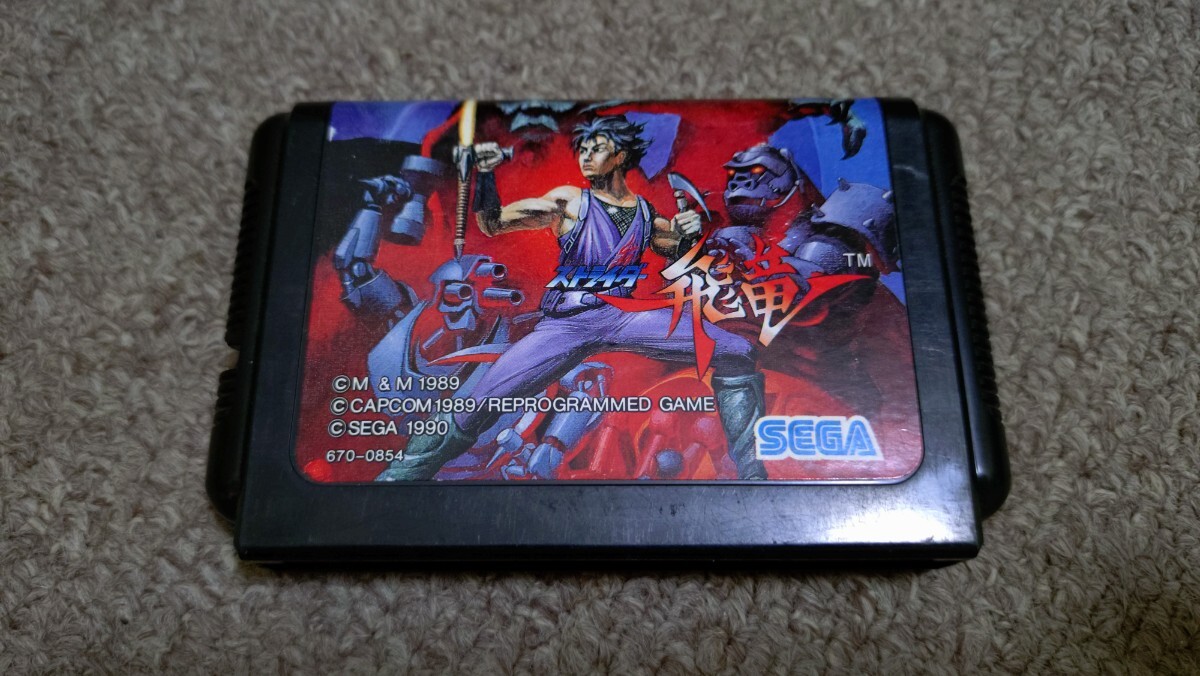 ストライダー 飛竜 TM
©M & M 1989
©CAPCOM 1989/REPROGRAMMED GAME
©SEGA 1990
670-0854
SEGA